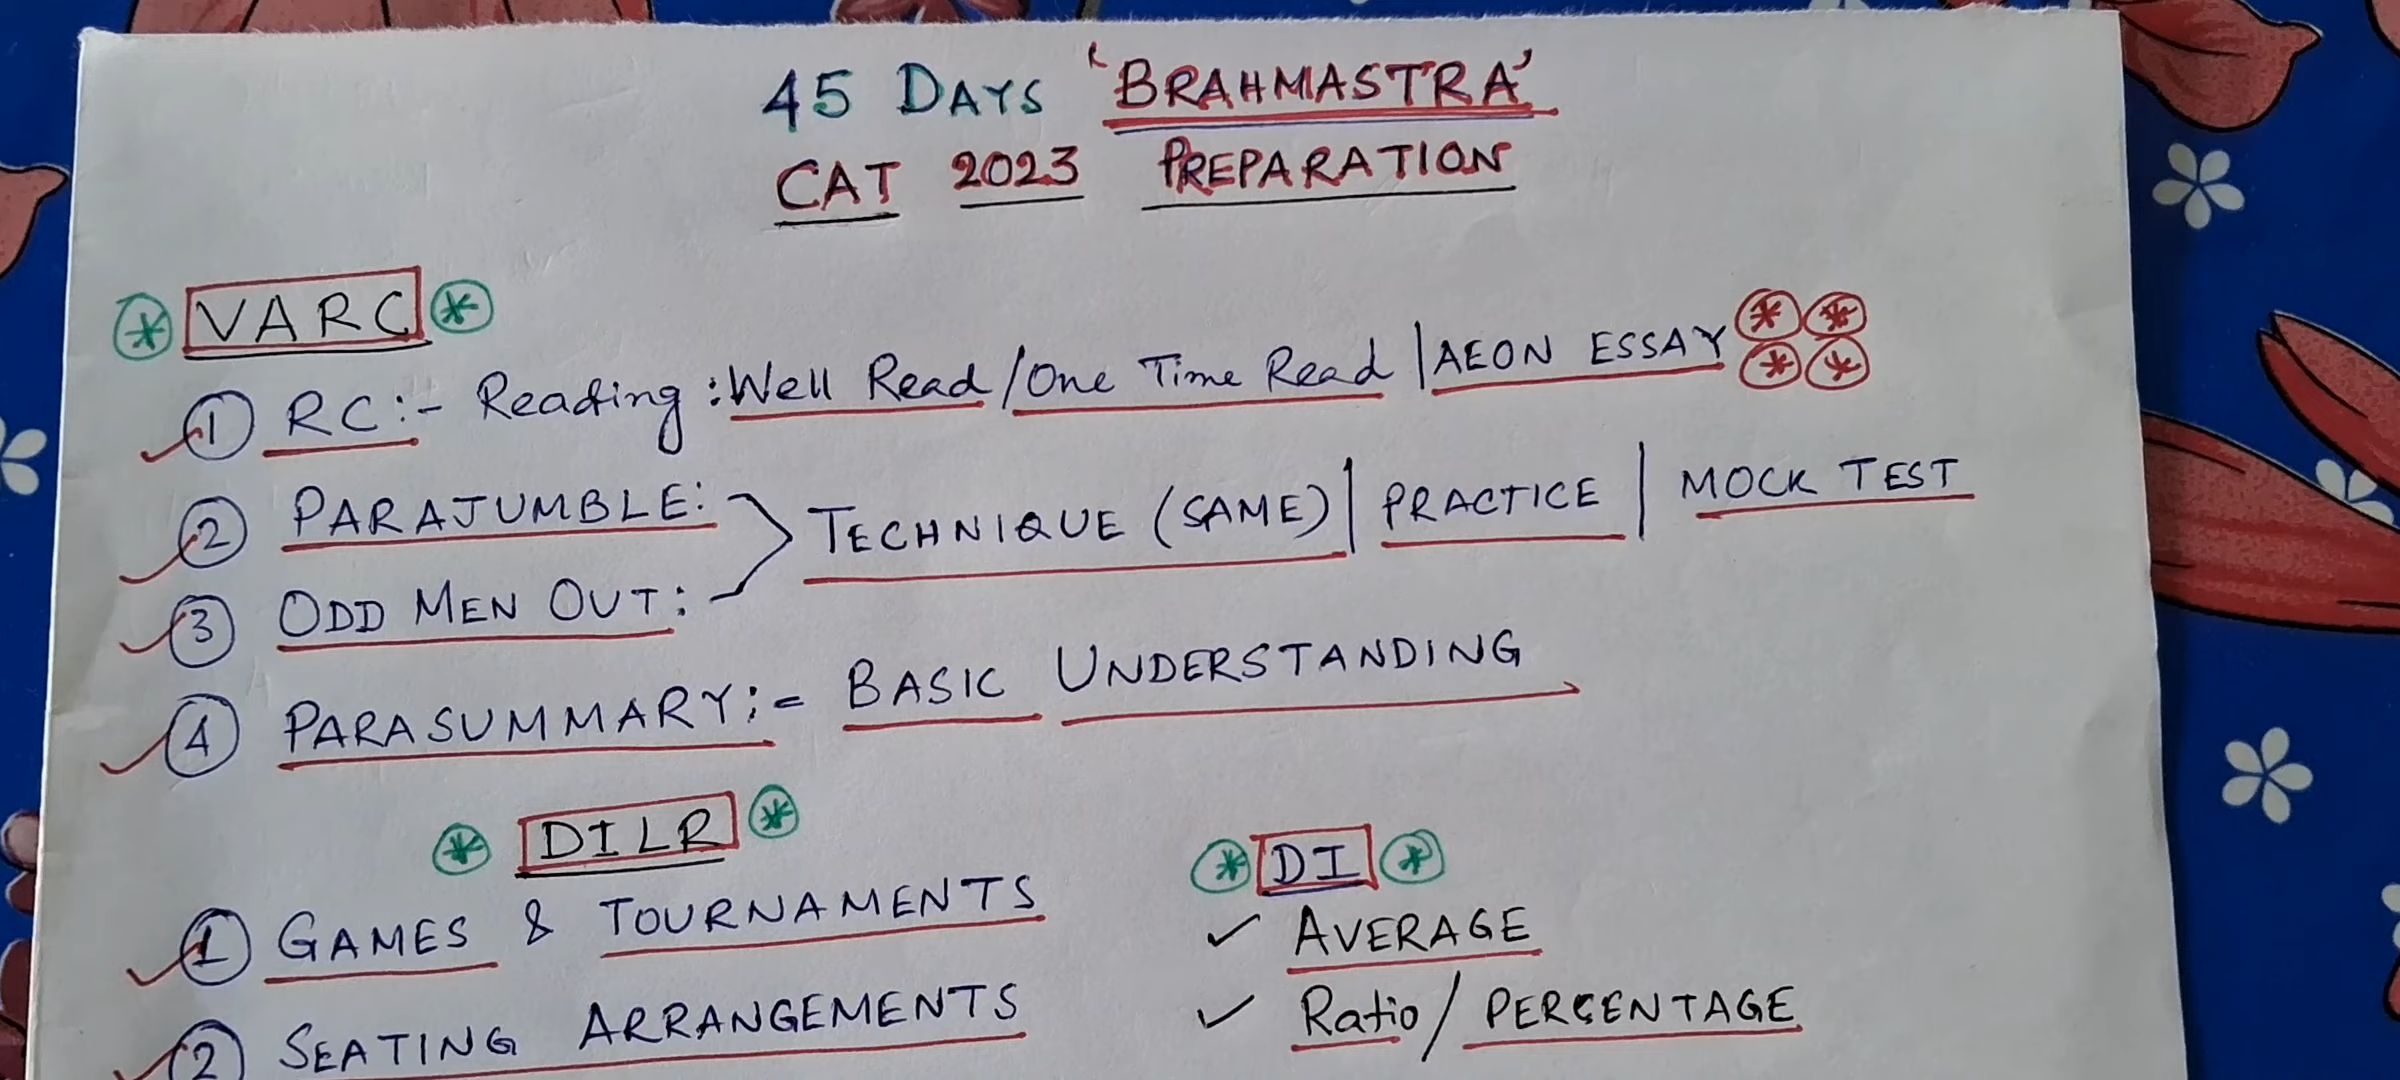 45 DAYS 'BRAHMASTRA'
CAT 2023 PREPARATION
* VARC *
1 RC:- Reading: Well Read / One Time Read | AEON ESSAY * * * *
2 PARAJUMBLE:
TECHNIQUE (SAME) | PRACTICE | MOCK TEST
3 ODD MEN OUT:
4 PARASUMMARY:= BASIC UNDERSTANDING
* DILR *
1 GAMES & TOURNAMENTS
2 SEATING ARRANGEMENTS
* DI *
✓ AVERAGE
✓ Ratio / PERCENTAGE